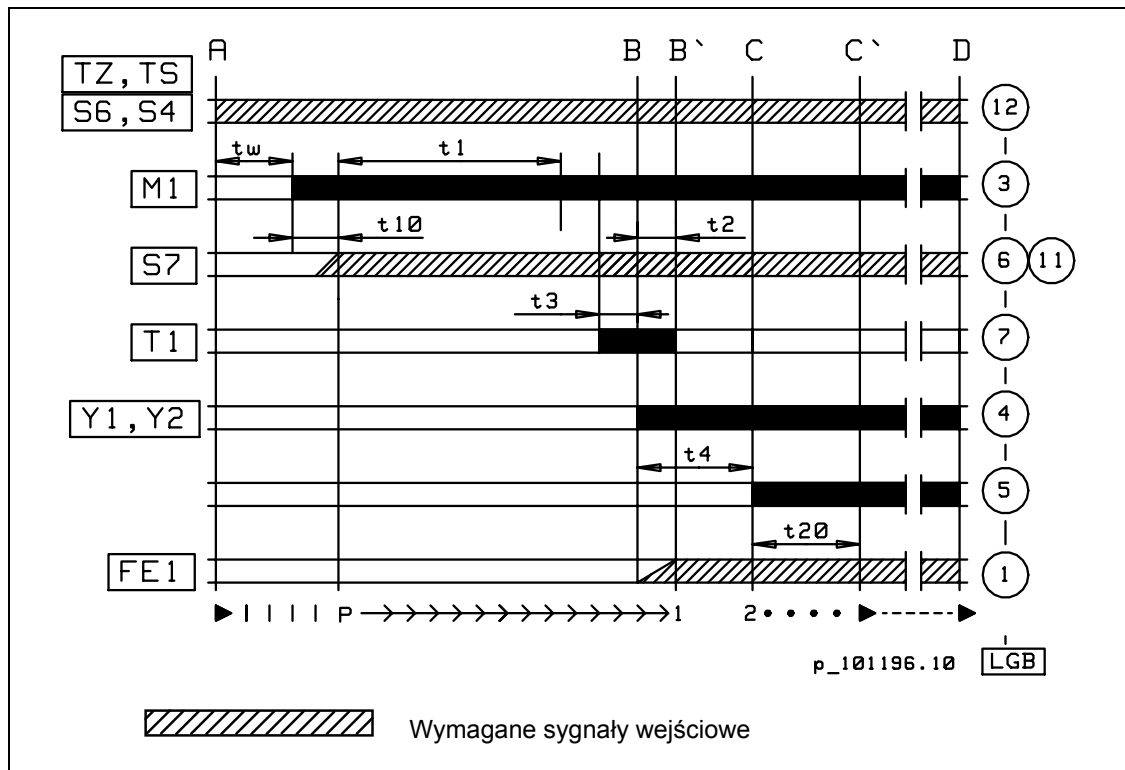 A B B` C C` D
TZ,TS
S6,S4 12
tw t1
M1 3
t10 t2
S7 6 11
t3
T1 7
Y1,Y2 4
t4
5
t20
FE1 1
P 1 2
p_101196.10 LGB
Wymagane sygnały wejściowe